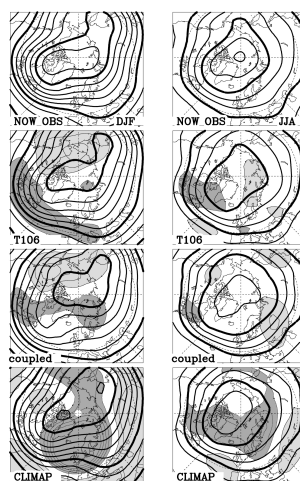 NOW OBS DJF
NOW OBS JJA
T106
T106
coupled
coupled
CLIMAP
CLIMAP